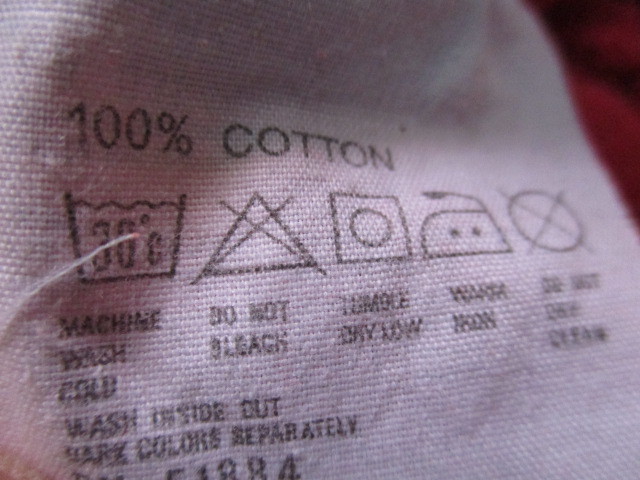 100% COTTON
30°C
MACHINE WASH COLD
DO NOT BLEACH
TUMBLE DRY LOW
WARM IRON
DO NOT DRY CLEAN
WASH INSIDE OUT
DARK COLORS SEPARATELY
51884